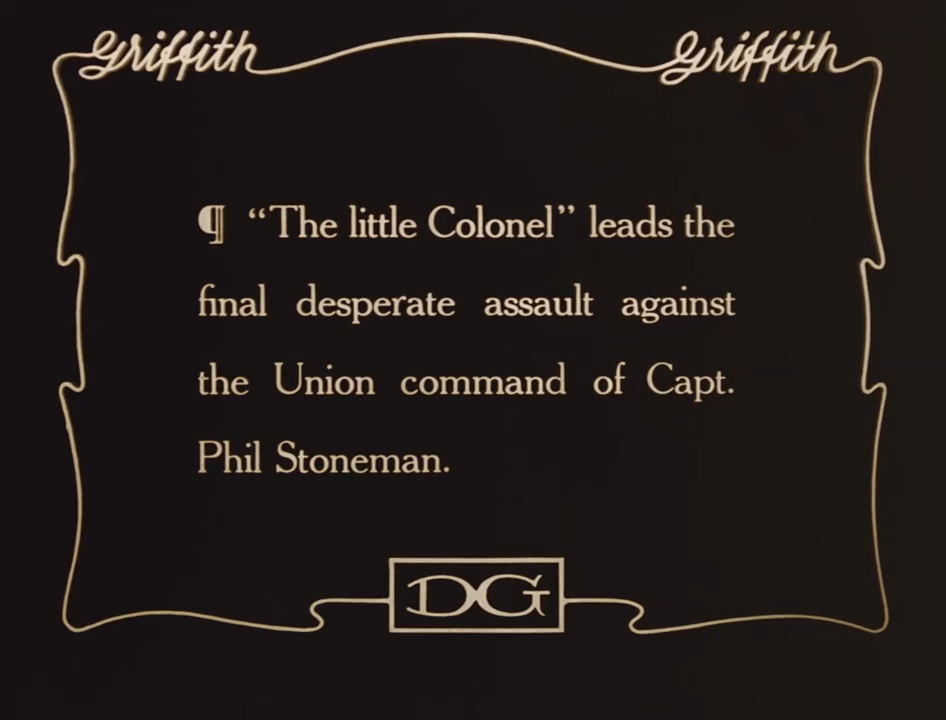 Griffith Griffith
¶ “The little Colonel” leads the
final desperate assault against
the Union command of Capt.
Phil Stoneman.
DG